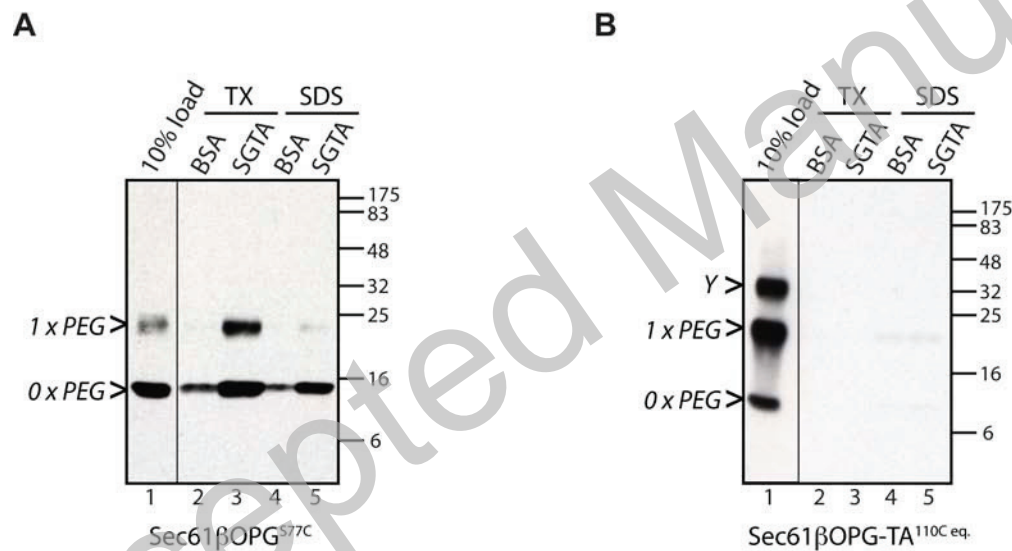 A
10% load
TX
SDS
BSA
SGTA
BSA
SGTA
175
83
48
32
25
16
6
1 x PEG >
0 x PEG >
1 2 3 4 5
Sec61βOPG^S77C
B
10% load
TX
SDS
BSA
SGTA
BSA
SGTA
175
83
48
32
25
16
6
Y >
1 x PEG >
0 x PEG >
1 2 3 4 5
Sec61βOPG-TA^110C eq.
epted Manu